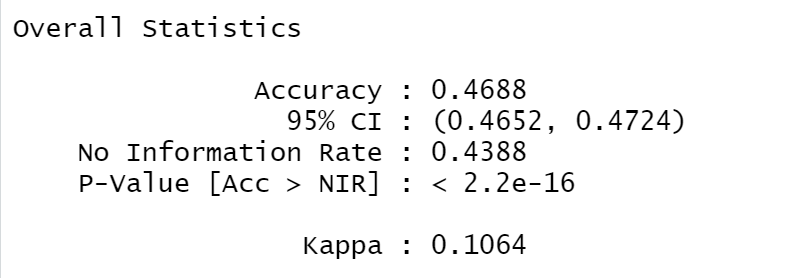 Overall Statistics
Accuracy : 0.4688
95% CI : (0.4652, 0.4724)
No Information Rate : 0.4388
P-Value [Acc > NIR] : < 2.2e-16
Kappa : 0.1064